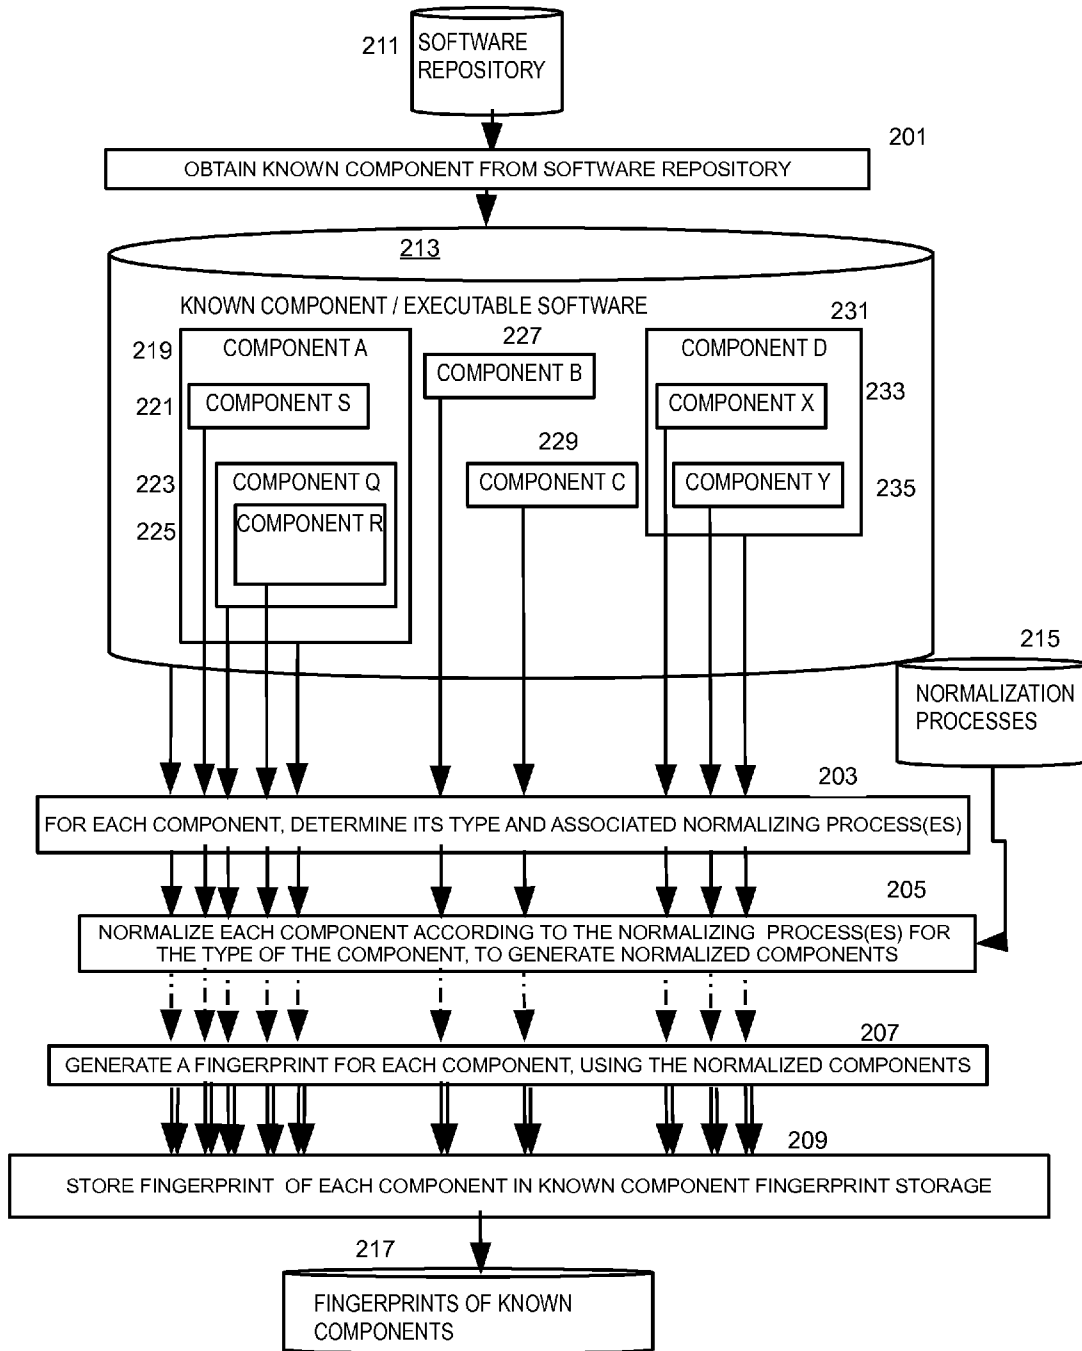 211
SOFTWARE
REPOSITORY
201
OBTAIN KNOWN COMPONENT FROM SOFTWARE REPOSITORY
213
KNOWN COMPONENT / EXECUTABLE SOFTWARE
231
219
COMPONENT A
227
COMPONENT D
COMPONENT B
221
COMPONENT S
COMPONENT X
233
229
223
COMPONENT Q
COMPONENT C
COMPONENT Y
235
225
COMPONENT R
215
NORMALIZATION
PROCESSES
203
FOR EACH COMPONENT, DETERMINE ITS TYPE AND ASSOCIATED NORMALIZING PROCESS(ES)
205
NORMALIZE EACH COMPONENT ACCORDING TO THE NORMALIZING PROCESS(ES) FOR
THE TYPE OF THE COMPONENT, TO GENERATE NORMALIZED COMPONENTS
207
GENERATE A FINGERPRINT FOR EACH COMPONENT, USING THE NORMALIZED COMPONENTS
209
STORE FINGERPRINT OF EACH COMPONENT IN KNOWN COMPONENT FINGERPRINT STORAGE
217
FINGERPRINTS OF KNOWN
COMPONENTS